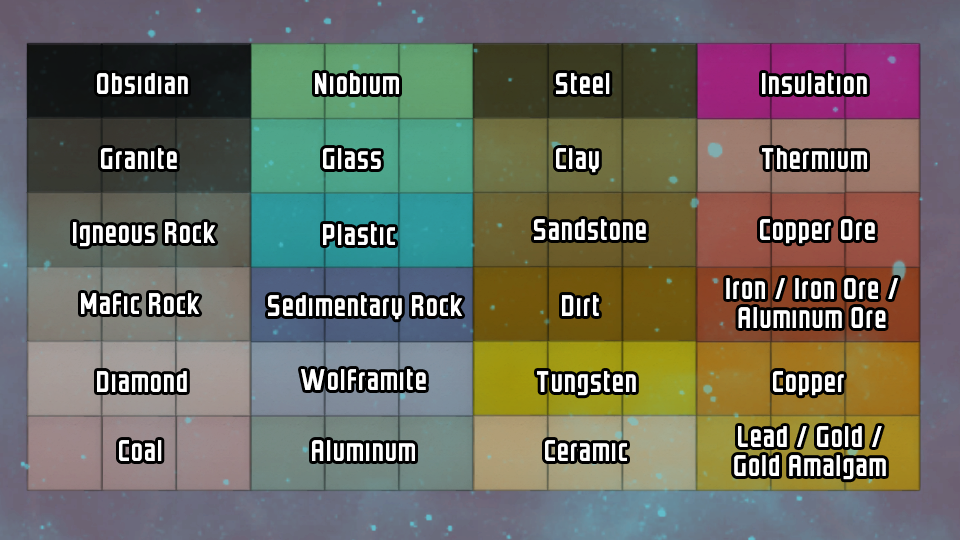 Obsidian Niobium Steel Insulation
Granite Glass Clay Thermium
Igneous Rock Plastic Sandstone Copper Ore
Mafic Rock Sedimentary Rock Dirt Iron / Iron Ore /
Aluminum Ore
Diamond Wolframite Tungsten Copper
Coal Aluminum Ceramic Lead / Gold /
Gold Amalgam